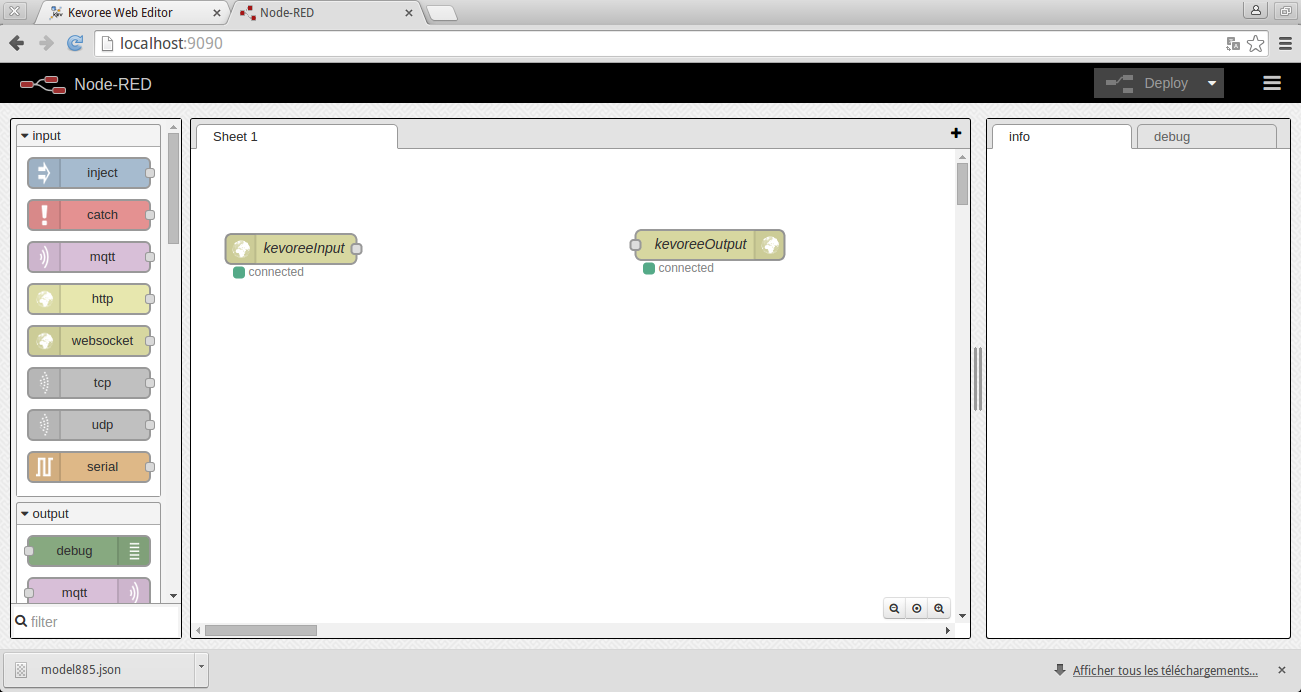 Kevoree Web Editor
Node-RED
localhost:9090
Node-RED
Deploy
input
inject
catch
mqtt
http
websocket
tcp
udp
serial
output
debug
mqtt
filter
Sheet 1
kevoreeInput
connected
kevoreeOutput
connected
info
debug
model885.json
Afficher tous les téléchargements...